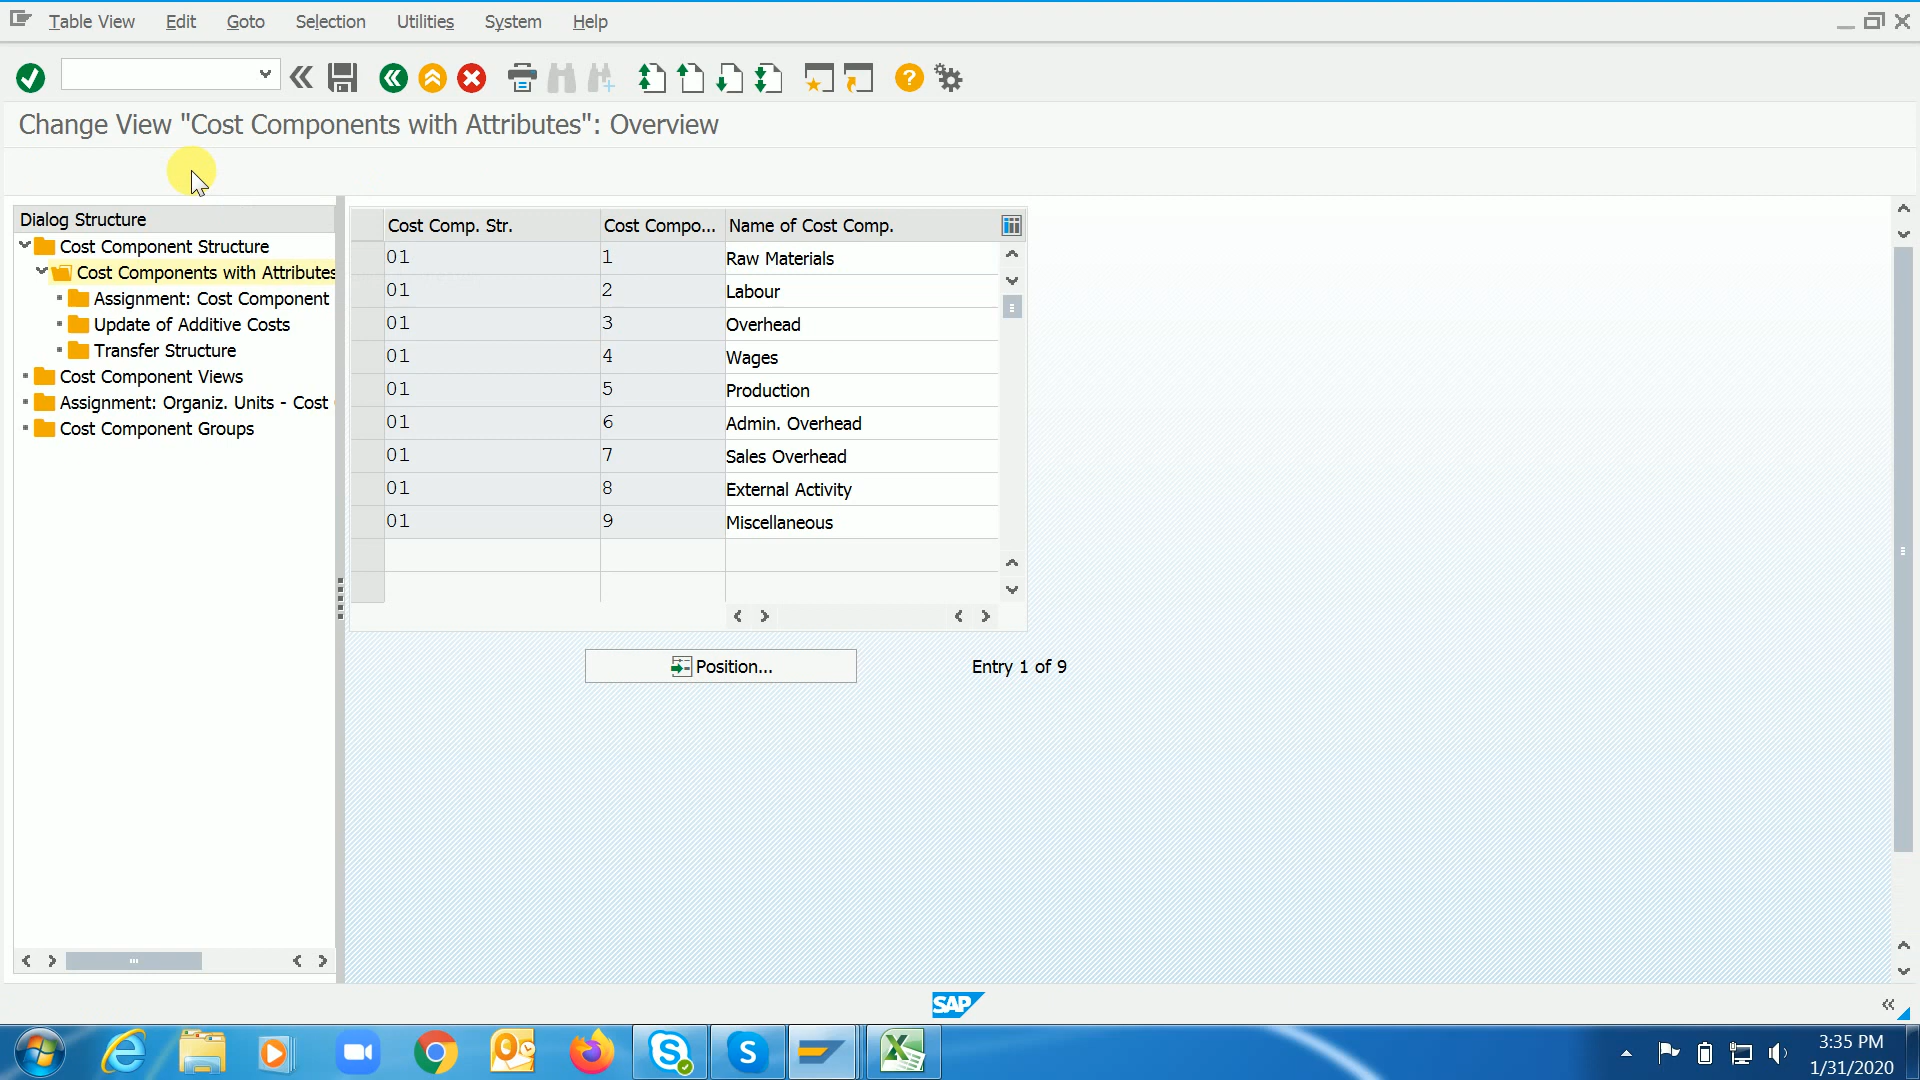 Table View Edit Goto Selection Utilities System Help
Change View "Cost Components with Attributes": Overview
Dialog Structure
Cost Component Structure
Cost Components with Attributes
Assignment: Cost Component
Update of Additive Costs
Transfer Structure
Cost Component Views
Assignment: Organiz. Units - Cost
Cost Component Groups
Cost Comp. Str. Cost Compo... Name of Cost Comp.
01 1 Raw Materials
01 2 Labour
01 3 Overhead
01 4 Wages
01 5 Production
01 6 Admin. Overhead
01 7 Sales Overhead
01 8 External Activity
01 9 Miscellaneous
Position... Entry 1 of 9
SAP
3:35 PM
1/31/2020